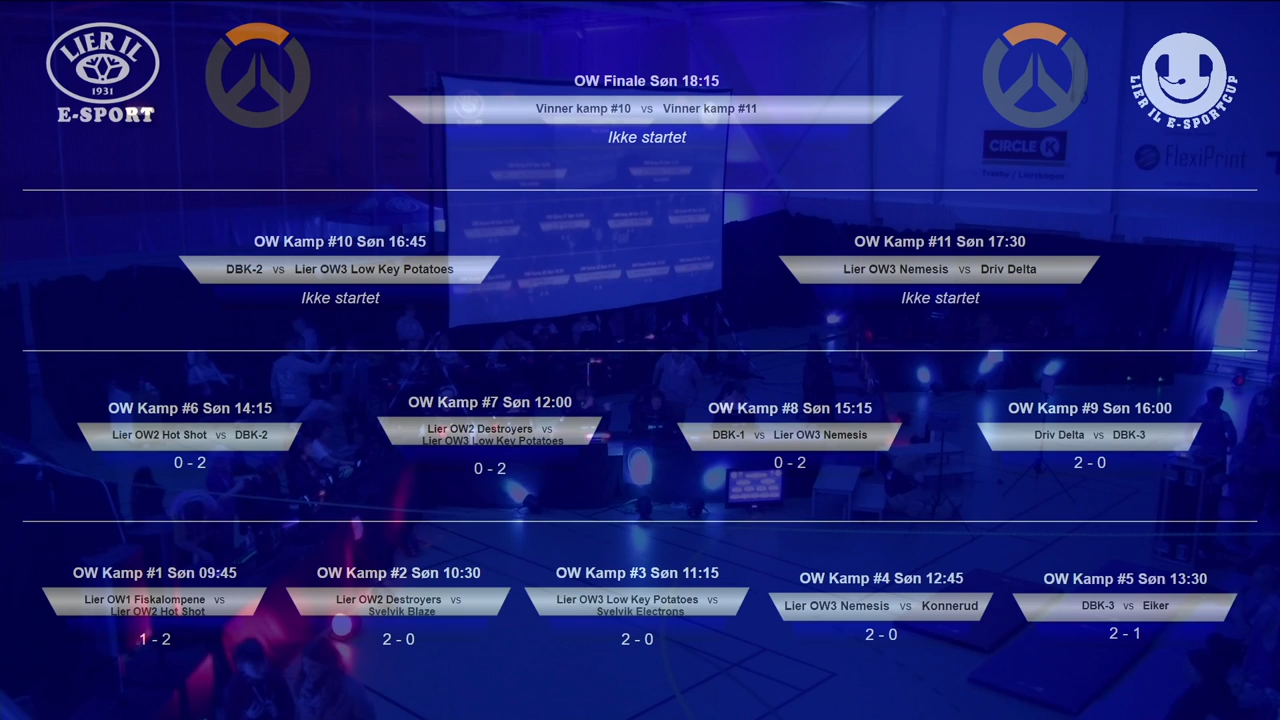 LIER IL
1931
E-SPORT
OW Finale Søn 18:15
Vinner kamp #10 vs Vinner kamp #11
Ikke startet
LIER IL E-SPORTCUP
CIRCLE K
FlexiPrint
OW Kamp #10 Søn 16:45
DBK-2 vs Lier OW3 Low Key Potatoes
Ikke startet
OW Kamp #11 Søn 17:30
Lier OW3 Nemesis vs Driv Delta
Ikke startet
OW Kamp #6 Søn 14:15
Lier OW2 Hot Shot vs DBK-2
0 - 2
OW Kamp #7 Søn 12:00
Lier OW2 Destroyers vs
Lier OW3 Low Key Potatoes
0 - 2
OW Kamp #8 Søn 15:15
DBK-1 vs Lier OW3 Nemesis
0 - 2
OW Kamp #9 Søn 16:00
Driv Delta vs DBK-3
2 - 0
OW Kamp #1 Søn 09:45
Lier OW1 Fiskalompene vs
Lier OW2 Hot Shot
1 - 2
OW Kamp #2 Søn 10:30
Lier OW2 Destroyers vs
Svelvik Blaze
2 - 0
OW Kamp #3 Søn 11:15
Lier OW3 Low Key Potatoes vs
Svelvik Electrons
2 - 0
OW Kamp #4 Søn 12:45
Lier OW3 Nemesis vs Konnerud
2 - 0
OW Kamp #5 Søn 13:30
DBK-3 vs Eiker
2 - 1